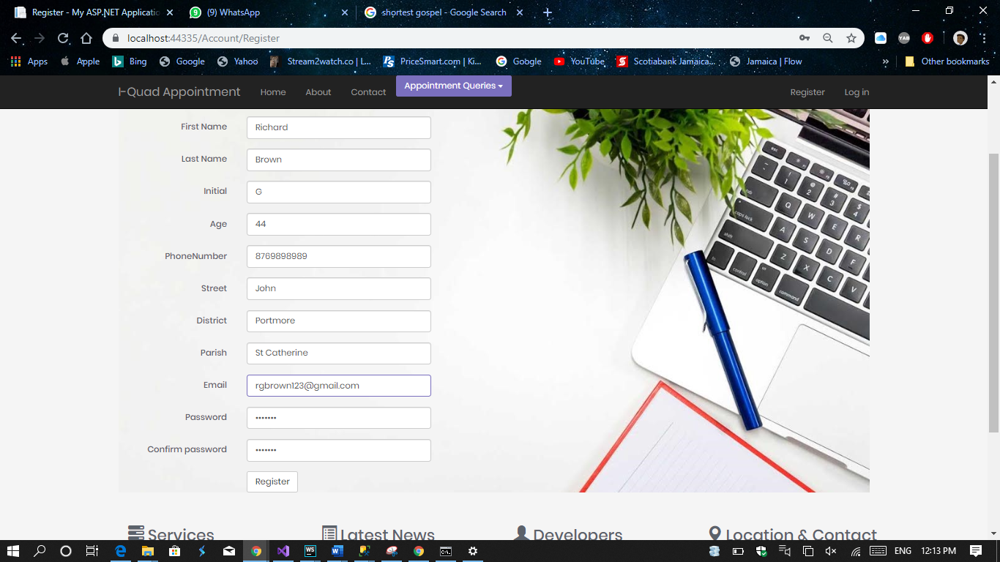 Register - My ASP.NET Applicatio
(9) WhatsApp
shortest gospel - Google Search
localhost:44335/Account/Register
Apps Apple Bing Google Yahoo Stream2watch.co | L... PriceSmart.com | Ki... Google YouTube Scotiabank Jamaica... Jamaica | Flow » Other bookmarks
I-Quad Appointment Home About Contact Appointment Queries Register Log in
First Name Richard
Last Name Brown
Initial G
Age 44
PhoneNumber 8769898989
Street John
District Portmore
Parish St Catherine
Email rgbrown123@gmail.com
Password •••••••
Confirm password •••••••
Register
Services Latest News Developers Location & Contact
ENG 12:13 PM